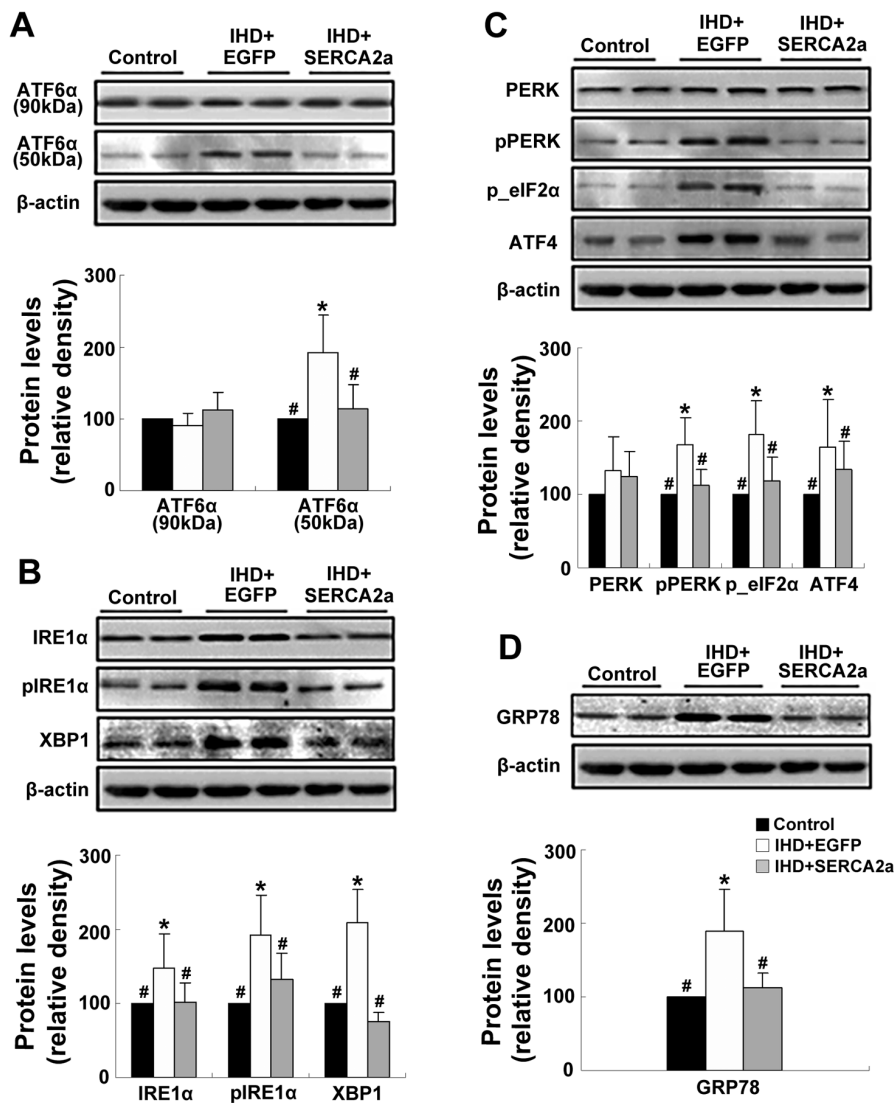 A
Control
IHD+
EGFP
IHD+
SERCA2a
ATF6α
(90kDa)
ATF6α
(50kDa)
β-actin
Protein levels
(relative density)
300
200
100
0
*
#
#
ATF6α
(90kDa)
ATF6α
(50kDa)
B
Control
IHD+
EGFP
IHD+
SERCA2a
IRE1α
pIRE1α
XBP1
β-actin
Protein levels
(relative density)
300
200
100
0
# * #
# * #
# * #
IRE1α pIRE1α XBP1
C
Control
IHD+
EGFP
IHD+
SERCA2a
PERK
pPERK
p_eIF2α
ATF4
β-actin
Protein levels
(relative density)
300
200
100
0
# * #
# * #
# * #
PERK pPERK p_eIF2α ATF4
D
Control
IHD+
EGFP
IHD+
SERCA2a
GRP78
β-actin
Control
IHD+EGFP
IHD+SERCA2a
Protein levels
(relative density)
300
200
100
0
# * #
GRP78